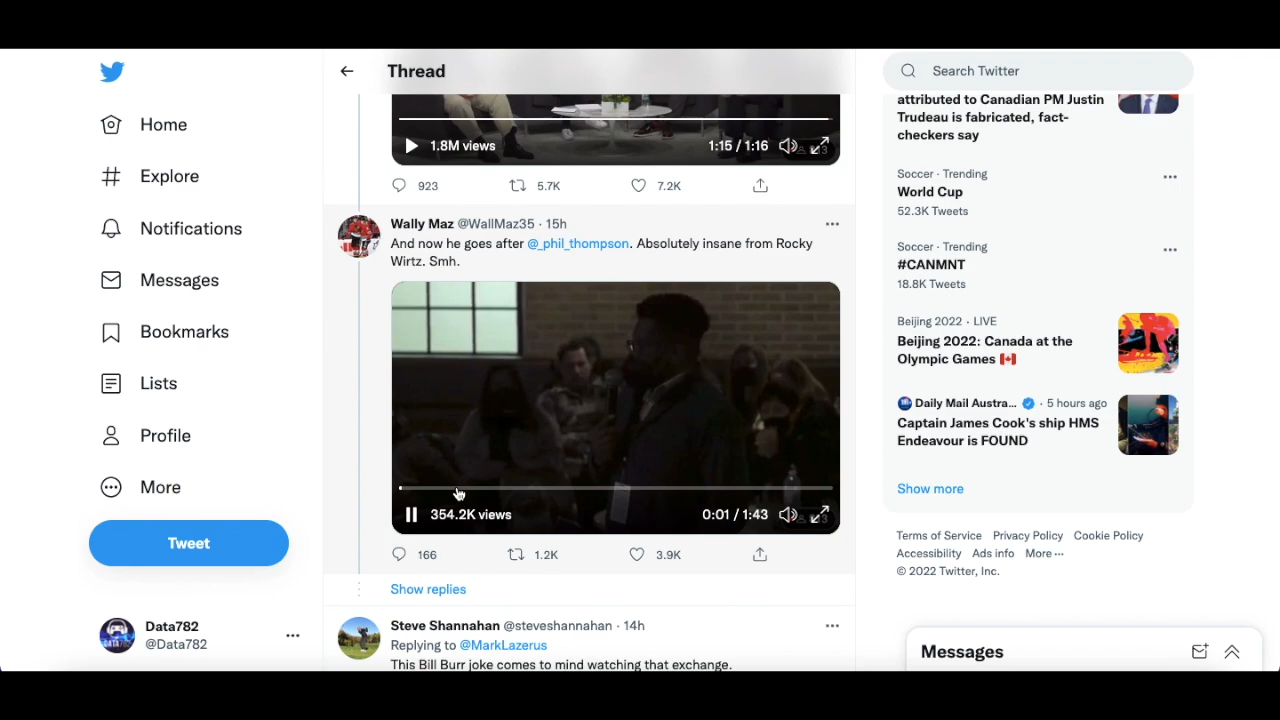 Home
Explore
Notifications
Messages
Bookmarks
Lists
Profile
More
Tweet
Data782
@Data782
Thread
1.8M views
1:15 / 1:16
923
5.7K
7.2K
Wally Maz @WallMaz35 · 15h
And now he goes after @_phil_thompson. Absolutely insane from Rocky
Wirtz. Smh.
354.2K views
0:01 / 1:43
166
1.2K
3.9K
Show replies
Steve Shannahan @steveshannahan · 14h
Replying to @MarkLazerus
This Bill Burr joke comes to mind watching that exchange.
Search Twitter
attributed to Canadian PM Justin
Trudeau is fabricated, fact-
checkers say
Soccer · Trending
World Cup
52.3K Tweets
Soccer · Trending
#CANMNT
18.8K Tweets
Beijing 2022 · LIVE
Beijing 2022: Canada at the
Olympic Games
Daily Mail Austra... · 5 hours ago
Captain James Cook's ship HMS
Endeavour is FOUND
Show more
Terms of Service Privacy Policy Cookie Policy
Accessibility Ads info More ···
© 2022 Twitter, Inc.
Messages